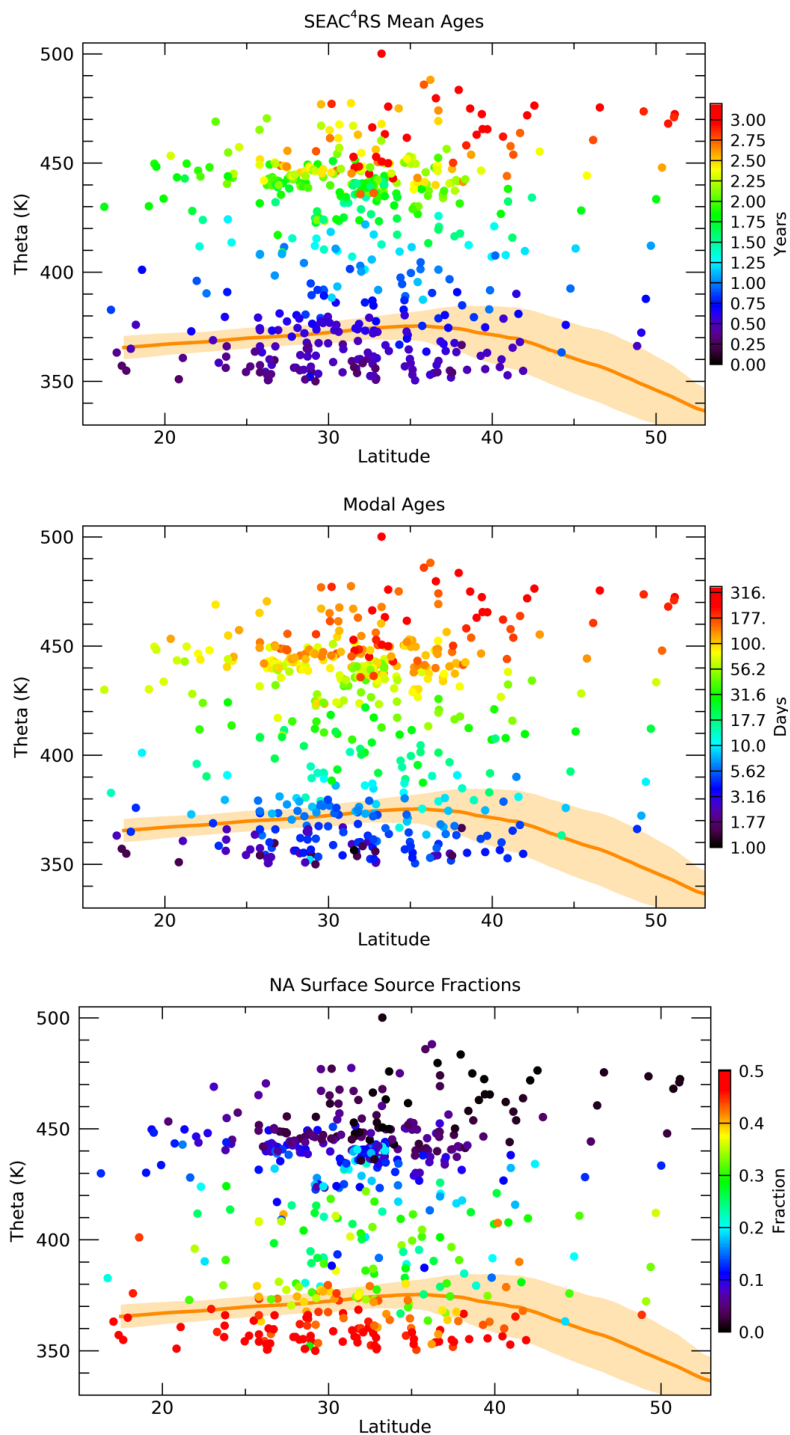 SEAC⁴RS Mean Ages
500
450
400
350
Theta (K)
20 30 40 50
Latitude
3.00
2.75
2.50
2.25
2.00
1.75
1.50
1.25
1.00
0.75
0.50
0.25
0.00
Years
Modal Ages
500
450
400
350
Theta (K)
20 30 40 50
Latitude
316.
177.
100.
56.2
31.6
17.7
10.0
5.62
3.16
1.77
1.00
Days
NA Surface Source Fractions
500
450
400
350
Theta (K)
20 30 40 50
Latitude
0.5
0.4
0.3
0.2
0.1
0.0
Fraction